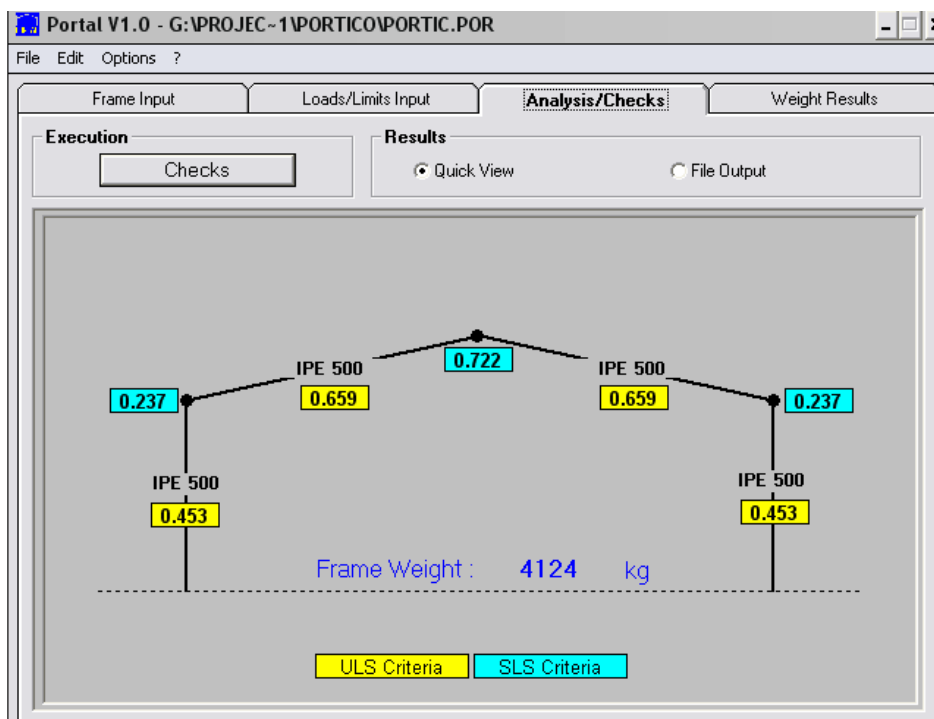 Portal V1.0 - G:\PROJEC~1\PORTICO\PORTIC.POR
File Edit Options ?
Frame Input Loads/Limits Input Analysis/Checks Weight Results
Execution Results
Checks Quick View File Output
0.722
IPE 500 IPE 500
0.237 0.659 0.659 0.237
IPE 500 IPE 500
0.453 0.453
Frame Weight : 4124 kg
ULS Criteria SLS Criteria